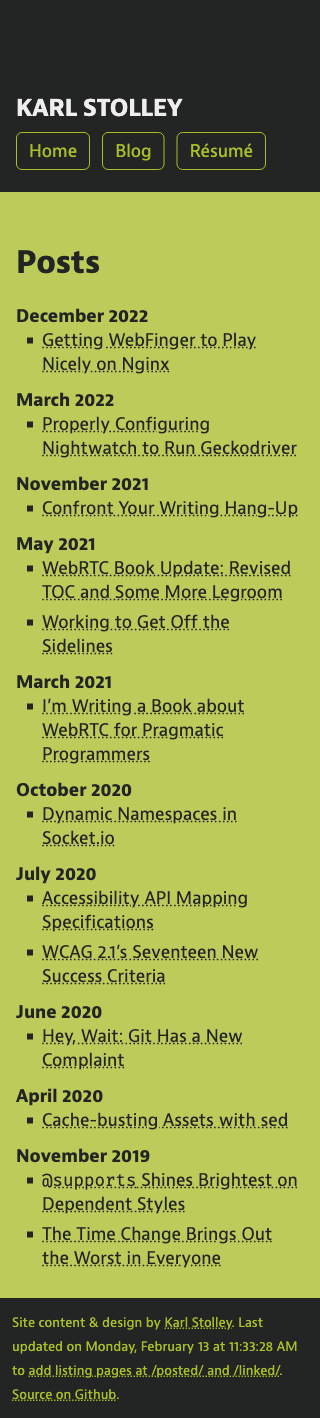 KARL STOLLEY
Home Blog Résumé
Posts
December 2022
Getting WebFinger to Play
Nicely on Nginx
March 2022
Properly Configuring
Nightwatch to Run Geckodriver
November 2021
Confront Your Writing Hang-Up
May 2021
WebRTC Book Update: Revised
TOC and Some More Legroom
Working to Get Off the
Sidelines
March 2021
I’m Writing a Book about
WebRTC for Pragmatic
Programmers
October 2020
Dynamic Namespaces in
Socket.io
July 2020
Accessibility API Mapping
Specifications
WCAG 2.1’s Seventeen New
Success Criteria
June 2020
Hey, Wait: Git Has a New
Complaint
April 2020
Cache-busting Assets with sed
November 2019
@supports Shines Brightest on
Dependent Styles
The Time Change Brings Out
the Worst in Everyone
Site content & design by Karl Stolley. Last
updated on Monday, February 13 at 11:33:28 AM
to add listing pages at /posted/ and /linked/.
Source on Github.